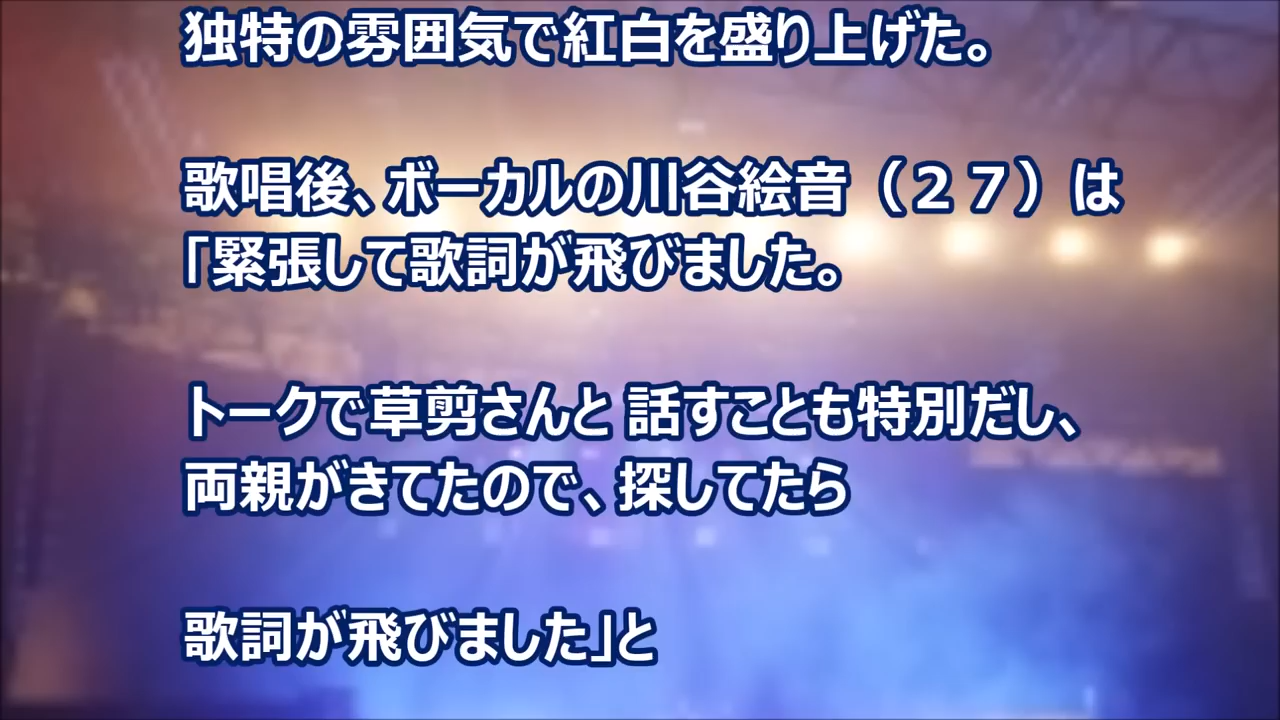 独特の雰囲気で紅白を盛り上げた。
歌唱後、ボーカルの川谷絵音（２７）は
「緊張して歌詞が飛びました。
トークで草剪さんと 話すことも特別だし、
両親がきてたので、探してたら
歌詞が飛びました」と